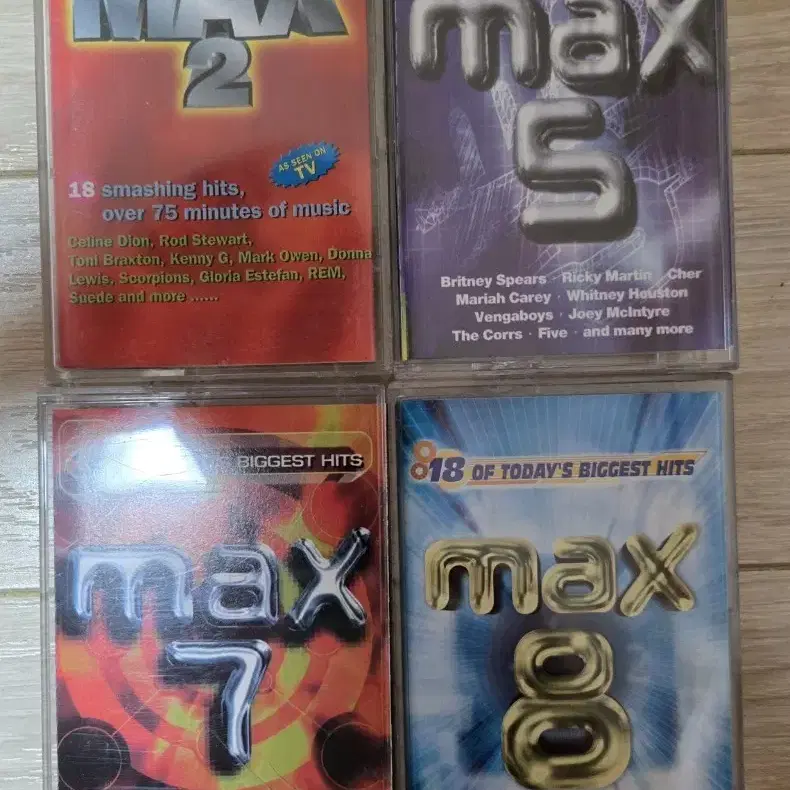 MAX
2
AS SEEN ON
TV
18 smashing hits,
over 75 minutes of music
Celine Dion, Rod Stewart,
Toni Braxton, Kenny G, Mark Owen, Donna
Lewis, Scorpions, Gloria Estefan, REM,
Suede and more ......
max
5
Britney Spears · Ricky Martin · Cher
Mariah Carey · Whitney Houston
Vengaboys · Joey McIntyre
The Corrs · Five · and many more
BIGGEST HITS
max
7
18 OF TODAY'S BIGGEST HITS
max
8